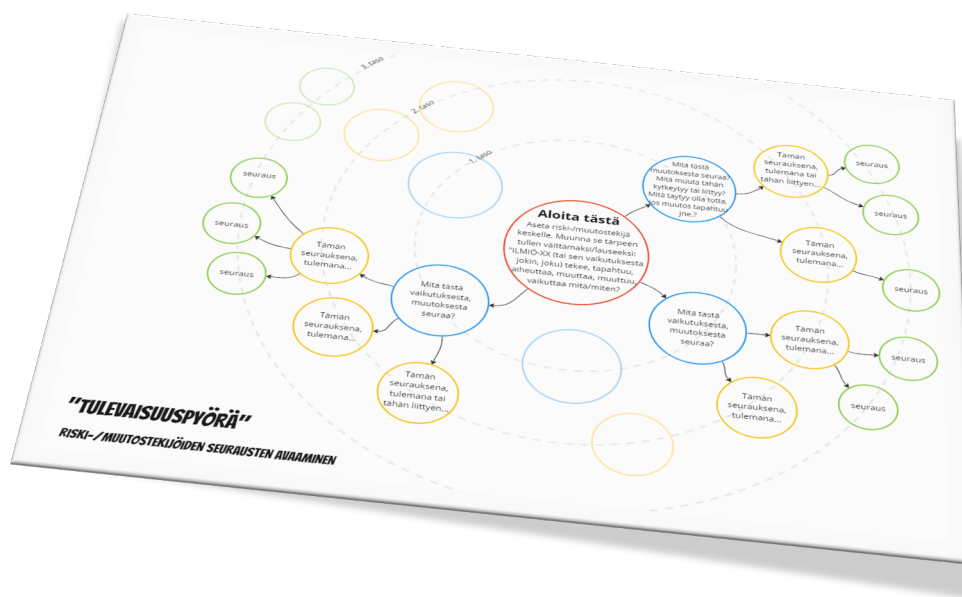 3. taso
2. taso
1. taso
Aloita tästä
Aseta riski-/muutostekijä
keskelle. Muunna se tarpeen
tullen väittämäksi/lauseeksi:
"ILMIÖ-XX (tai sen vaikutuksesta
jokin, joku) tekee, tapahtuu,
aiheuttaa, muuttaa, muuttuu,
vaikuttaa mitä/miten?
Mitä tästä
muutoksesta seuraa?
Mitä muuta tähän
kytkeytyy tai liittyy?
Mitä täytyy olla totta,
jos muutos tapahtuu
jne.?
Tämän
seurauksena,
tulemana tai
tähän liittyen...
seuraus
seuraus
Tämän
seurauksena,
tulemana...
seuraus
Mitä tästä
vaikutuksesta,
muutoksesta
seuraa?
Tämän
seurauksena,
tulemana...
seuraus
seuraus
Tämän
seurauksena,
tulemana...
Mitä tästä
vaikutuksesta,
muutoksesta
seuraa?
Tämän
seurauksena,
tulemana...
seuraus
seuraus
seuraus
Tämän
seurauksena,
tulemana...
Tämän
seurauksena,
tulemana tai
tähän liittyen...
"TULEVAISUUSPYÖRÄ"
RISKI-/MUUTOSTEKIJÖIDEN SEURAUSTEN AVAAMINEN